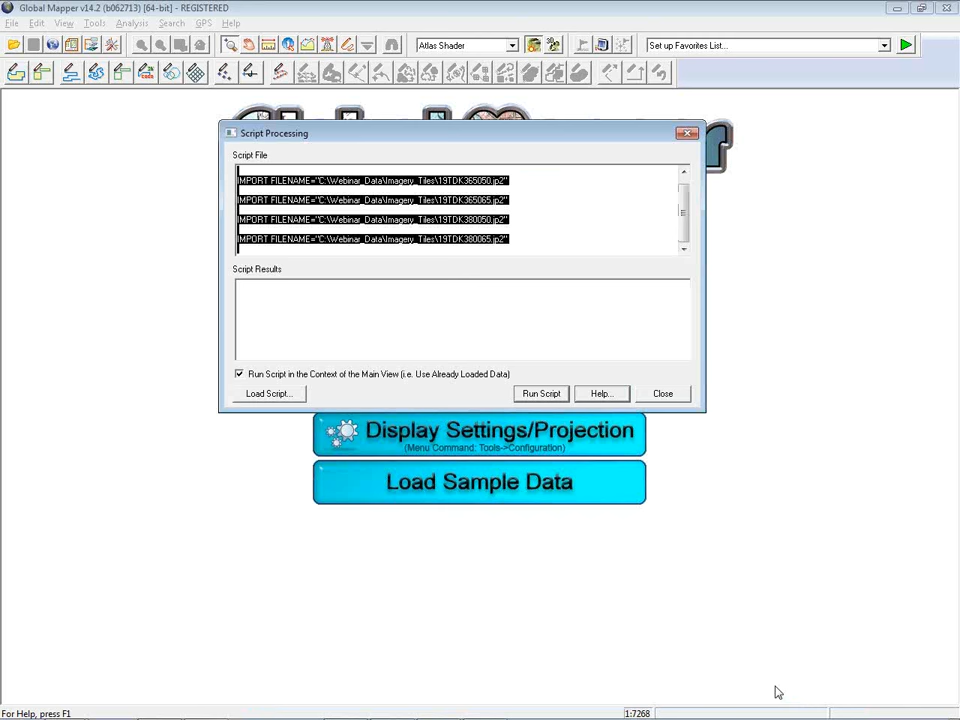 Global Mapper v14.2 (b062713) [64-bit] - REGISTERED
File Edit View Tools Analysis Search GPS Help
Atlas Shader
Set up Favorites List...
Script Processing
Script File
IMPORT FILENAME="C:\Webinar_Data\Imagery_Tiles\19TDK365050.jp2"
IMPORT FILENAME="C:\Webinar_Data\Imagery_Tiles\19TDK365065.jp2"
IMPORT FILENAME="C:\Webinar_Data\Imagery_Tiles\19TDK380050.jp2"
IMPORT FILENAME="C:\Webinar_Data\Imagery_Tiles\19TDK380065.jp2"
Script Results
Run Script in the Context of the Main View (i.e. Use Already Loaded Data)
Load Script... Run Script Help... Close
Display Settings/Projection
(Menu Command: Tools->Configuration)
Load Sample Data
For Help, press F1
1:7268